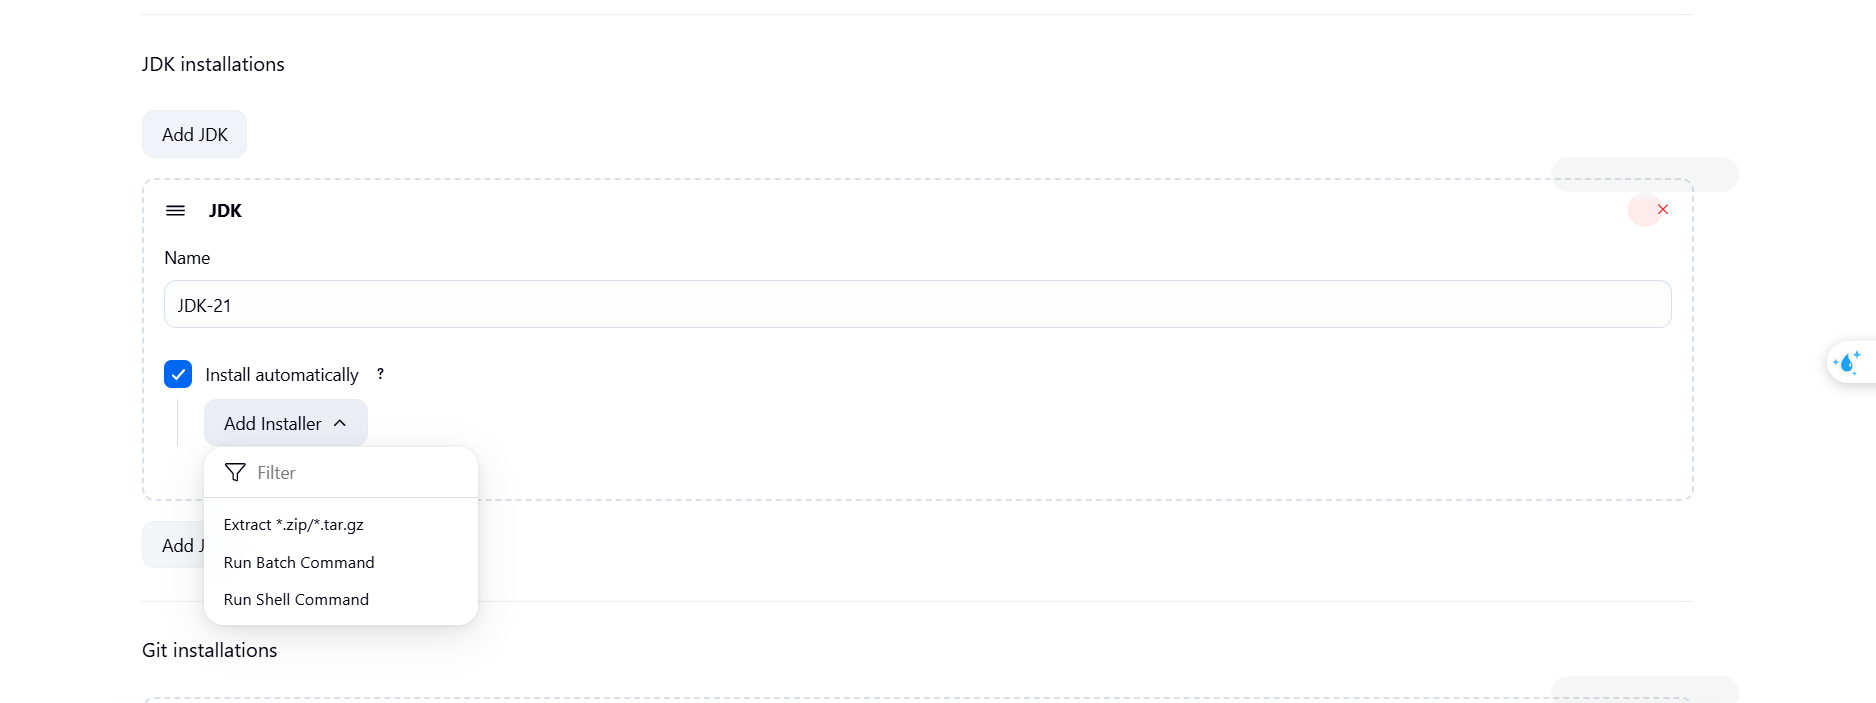 JDK installations
Add JDK
JDK
Name
JDK-21
Install automatically ?
Add Installer
Filter
Extract *.zip/*.tar.gz
Add J
Run Batch Command
Run Shell Command
Git installations